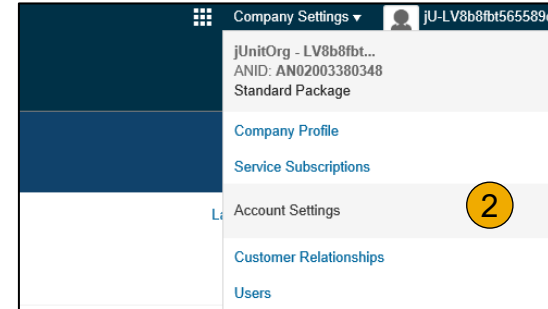 Company Settings ▾ jU-LV8b8fbt565589
jUnitOrg - LV8b8fbt...
ANID: AN02003380348
Standard Package
Company Profile
Service Subscriptions
Account Settings 2
Customer Relationships
Users